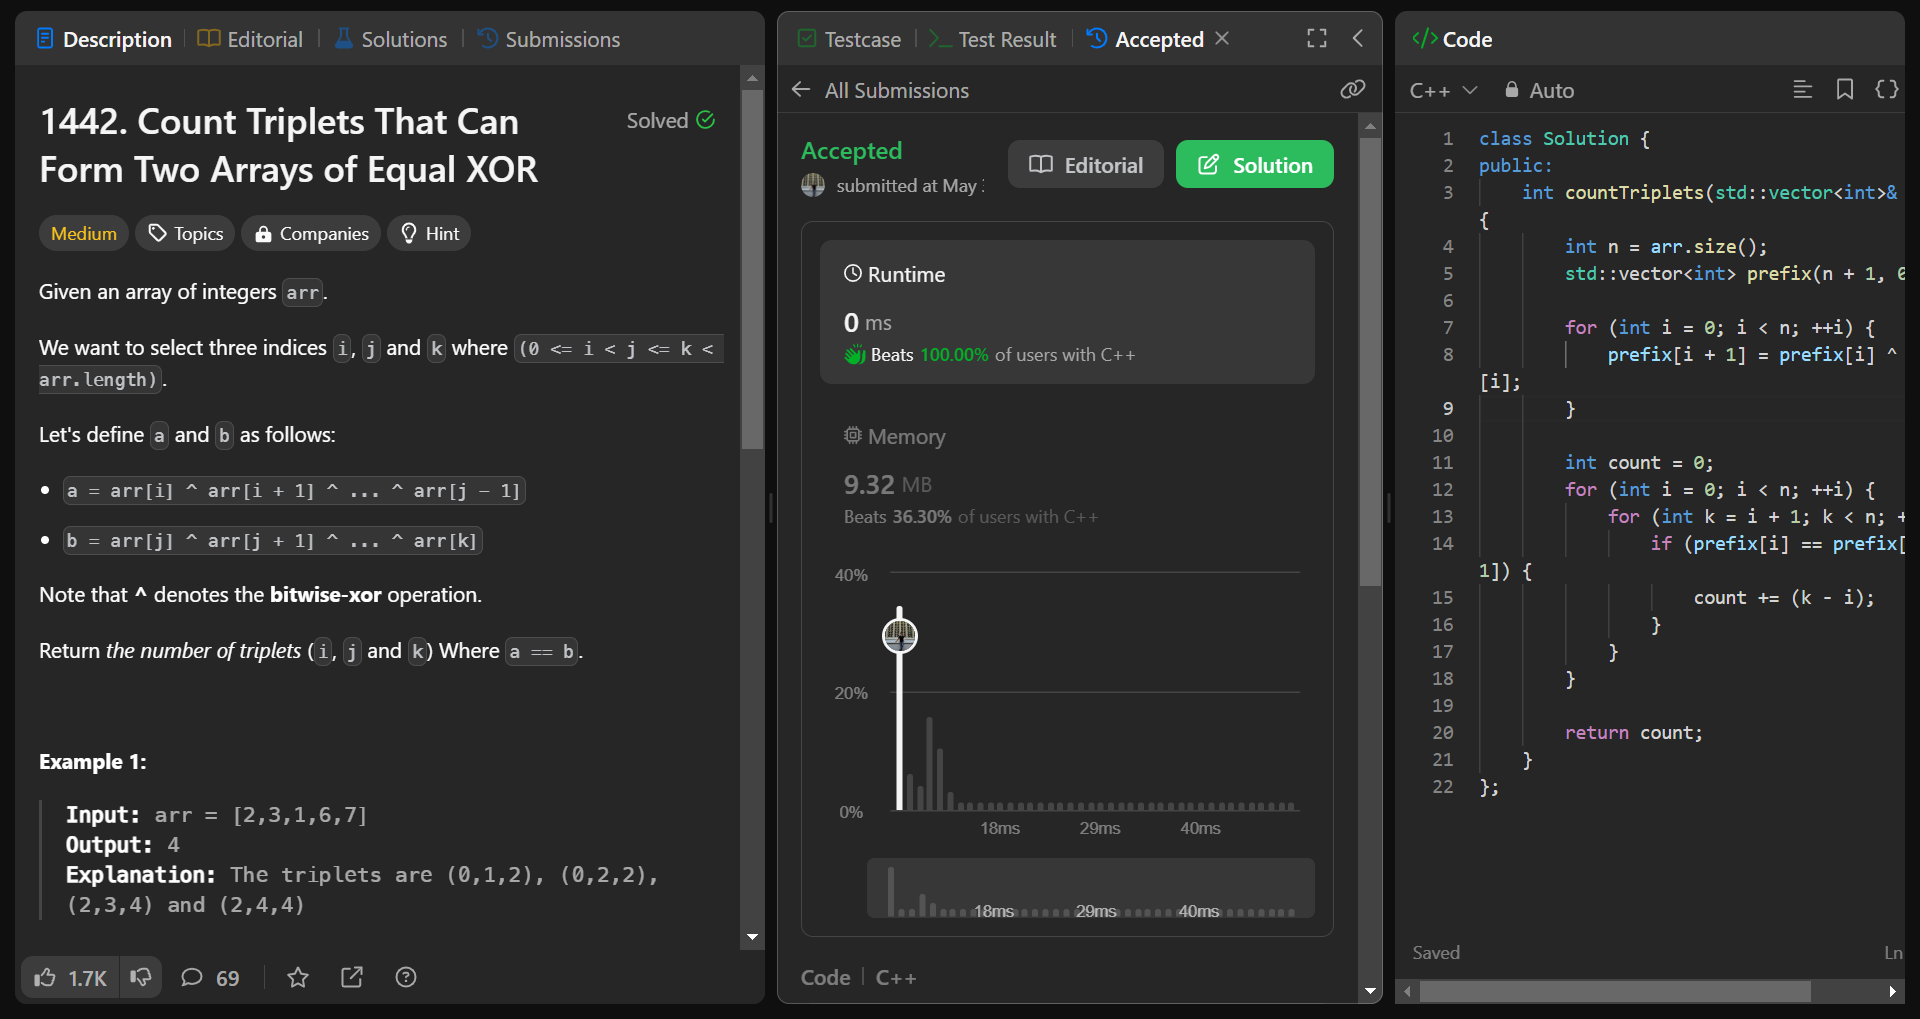 Description | Editorial | Solutions | Submissions
1442. Count Triplets That Can
Form Two Arrays of Equal XOR
Solved
Medium Topics Companies Hint
Given an array of integers arr.
We want to select three indices i, j and k where (0 <= i < j <= k <
arr.length).
Let's define a and b as follows:
• a = arr[i] ^ arr[i + 1] ^ ... ^ arr[j - 1]
• b = arr[j] ^ arr[j + 1] ^ ... ^ arr[k]
Note that ^ denotes the bitwise-xor operation.
Return the number of triplets (i, j and k) Where a == b.
Example 1:
Input: arr = [2,3,1,6,7]
Output: 4
Explanation: The triplets are (0,1,2), (0,2,2),
(2,3,4) and (2,4,4)
1.7K 69
Testcase | Test Result | Accepted
All Submissions
Accepted
submitted at May
Editorial
Solution
Runtime
0 ms
Beats 100.00% of users with C++
Memory
9.32 MB
Beats 36.30% of users with C++
40%
20%
0%
18ms 29ms 40ms
18ms 29ms 40ms
Code | C++
</> Code
C++ Auto
1 class Solution {
2 public:
3 int countTriplets(std::vector<int>&
{
4 int n = arr.size();
5 std::vector<int> prefix(n + 1, 0
6
7 for (int i = 0; i < n; ++i) {
8 prefix[i + 1] = prefix[i] ^
[i];
9 }
10
11 int count = 0;
12 for (int i = 0; i < n; ++i) {
13 for (int k = i + 1; k < n; +
14 if (prefix[i] == prefix[
1]) {
15 count += (k - i);
16 }
17 }
18 }
19
20 return count;
21 }
22 };
Saved
Ln